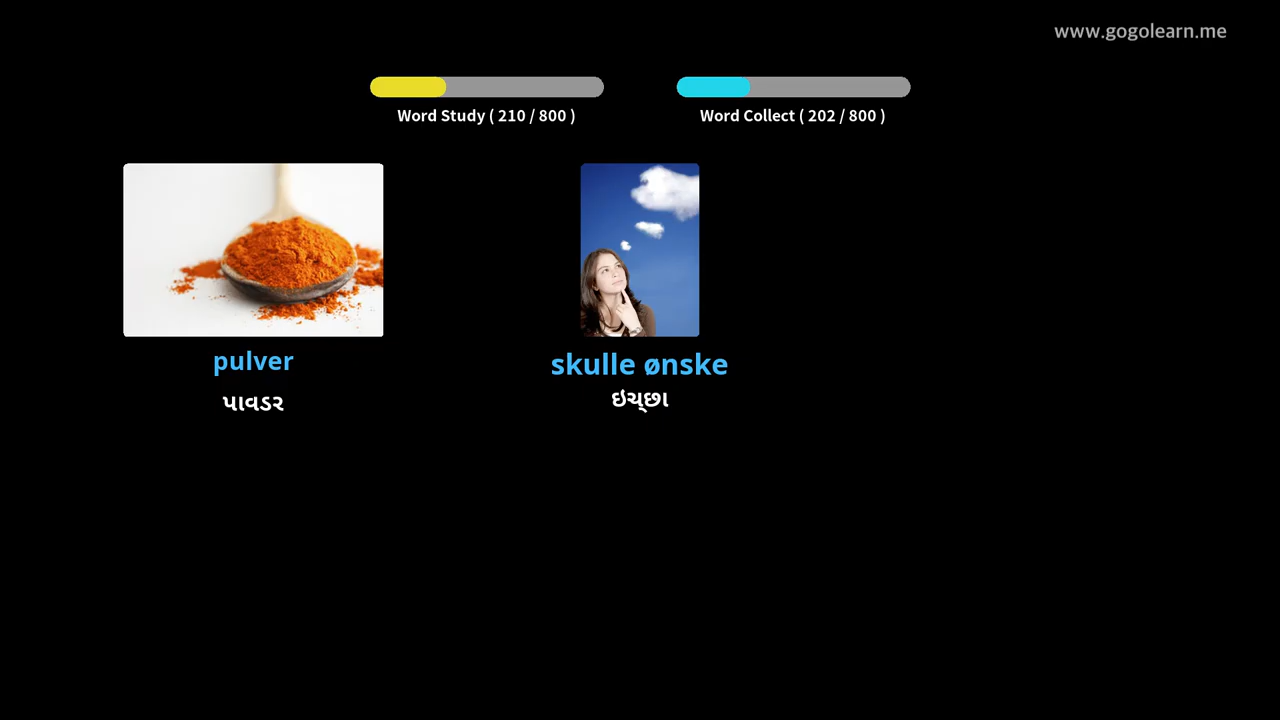 www.gogolearn.me
Word Study ( 210 / 800 )
Word Collect ( 202 / 800 )
pulver
પાવડર
skulle ønske
ઇચ્છા